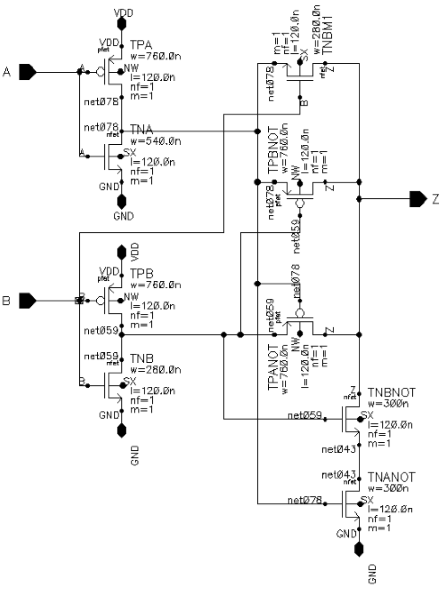 VDD
VDD
TPA
pfet
w=760.0n
A
A
NW
l=120.0n
nf=1
m=1
net078
net078
TNA
nfet
w=540.0n
A
SX
l=120.0n
nf=1
m=1
GND
GND
m=1
nf=1
l=120.0n
SX
w=280.0n
TNBM1
nfet
net078
Z
B
TPBNOT
w=760.0n
NW
l=120.0n
nf=1
m=1
net078
pfet
Z
net059
Z
net078
net059
pfet
Z
TPANOT
w=760.0n
NW
l=120.0n
nf=1
m=1
VDD
VDD
TPB
pfet
w=760.0n
B
NW
l=120.0n
nf=1
m=1
net059
net059
TNB
nfet
w=280.0n
B
SX
l=120.0n
nf=1
m=1
GND
GND
Z
TNBNOT
nfet
w=300n
net059
SX
l=120.0n
nf=1
m=1
net043
net043
TNANOT
nfet
w=300n
net078
SX
l=120.0n
nf=1
m=1
GND
GND